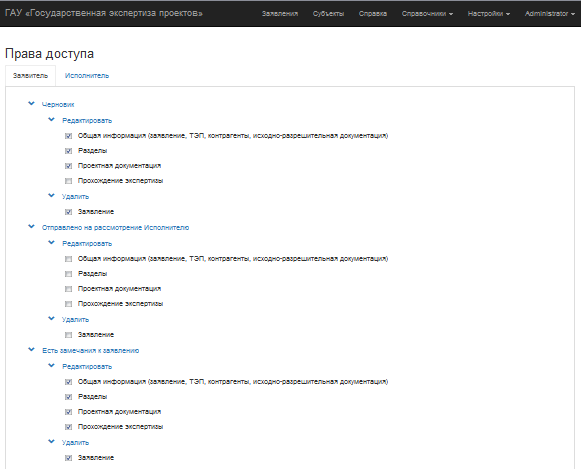 ГАУ «Государственная экспертиза проектов» Заявления Субъекты Справка Справочники Настройки Administrator
Права доступа
Заявитель Исполнитель
Черновик
Редактировать
Общая информация (заявление, ТЭП, контрагенты, исходно-разрешительная документация)
Разделы
Проектная документация
Прохождение экспертизы
Удалить
Заявление
Отправлено на рассмотрение Исполнителю
Редактировать
Общая информация (заявление, ТЭП, контрагенты, исходно-разрешительная документация)
Разделы
Проектная документация
Прохождение экспертизы
Удалить
Заявление
Есть замечания к заявлению
Редактировать
Общая информация (заявление, ТЭП, контрагенты, исходно-разрешительная документация)
Разделы
Проектная документация
Прохождение экспертизы
Удалить
Заявление